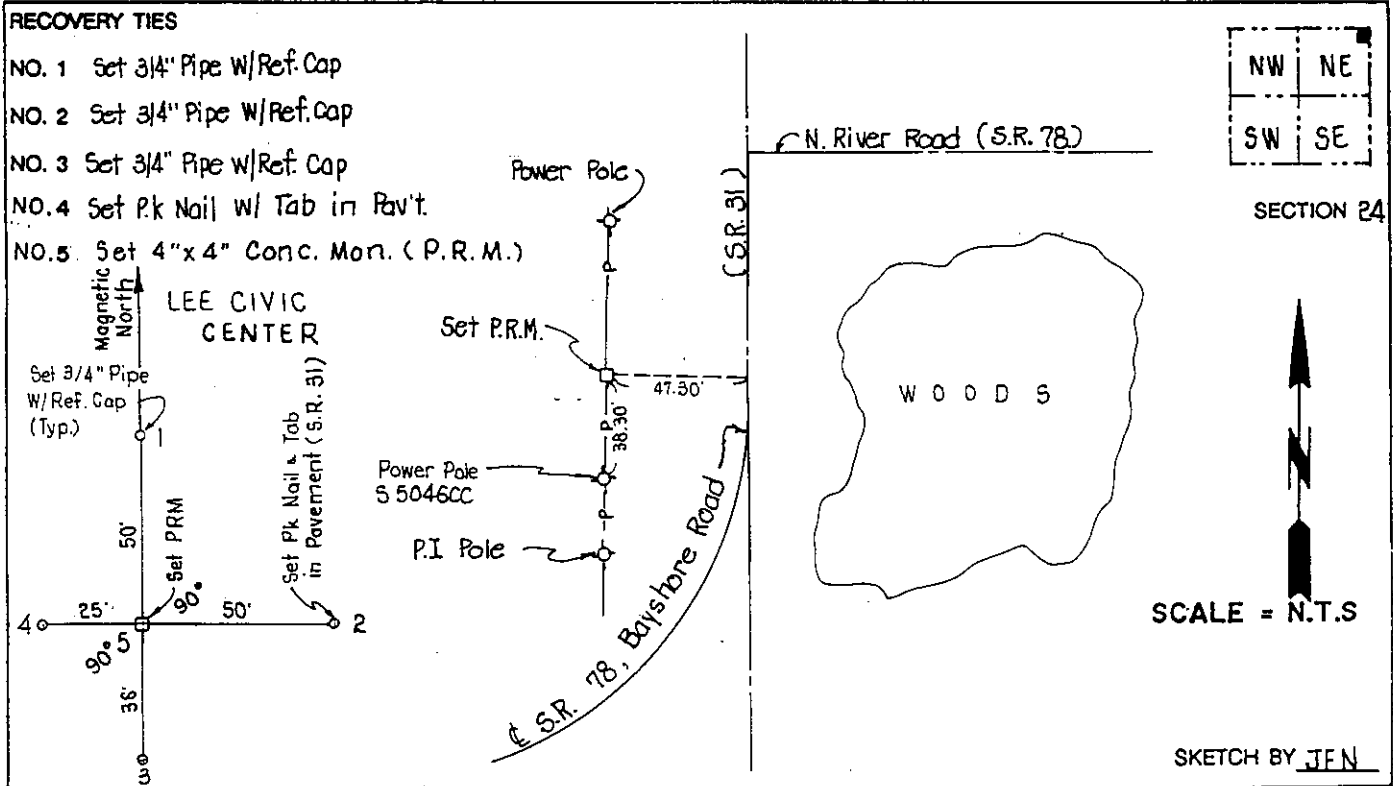 RECOVERY TIES
NO. 1 Set 3/4" Pipe W/Ref. Cap
NO. 2 Set 3/4" Pipe W/Ref. Cap
NO. 3 Set 3/4" Pipe W/Ref. Cap
NO. 4 Set P.k Nail W/ Tab in Pav't.
NO. 5 Set 4"x 4" Conc. Mon. (P.R.M.)
Magnetic
North
LEE CIVIC
CENTER
Set 3/4" Pipe
W/Ref. Cap
(Typ.)
1
50'
Set PRM
Set Pk Nail & Tab
in Pavement (S.R. 31)
4
25'
90°
50'
2
5
90°
38'
3
Power Pole
P
Set P.R.M.
47.30'
P
38.30'
Power Pole
S 5046CC
P
P.I Pole
℄ S.R. 78, Bayshore Road
(S.R. 31)
N. River Road (S.R. 78)
WOODS
NW NE
SW SE
SECTION 24
N
SCALE = N.T.S
SKETCH BY JFN